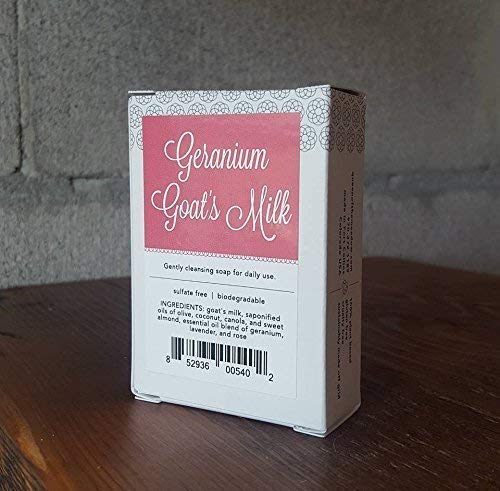 Geranium
Goat's Milk
Gently cleansing soap for daily use.
sulfate free | biodegradable
INGREDIENTS: goat's milk, saponified
oils of olive, coconut, canola, and sweet
almond, essential oil blend of geranium,
lavender, and rose
8 52936 00540 2